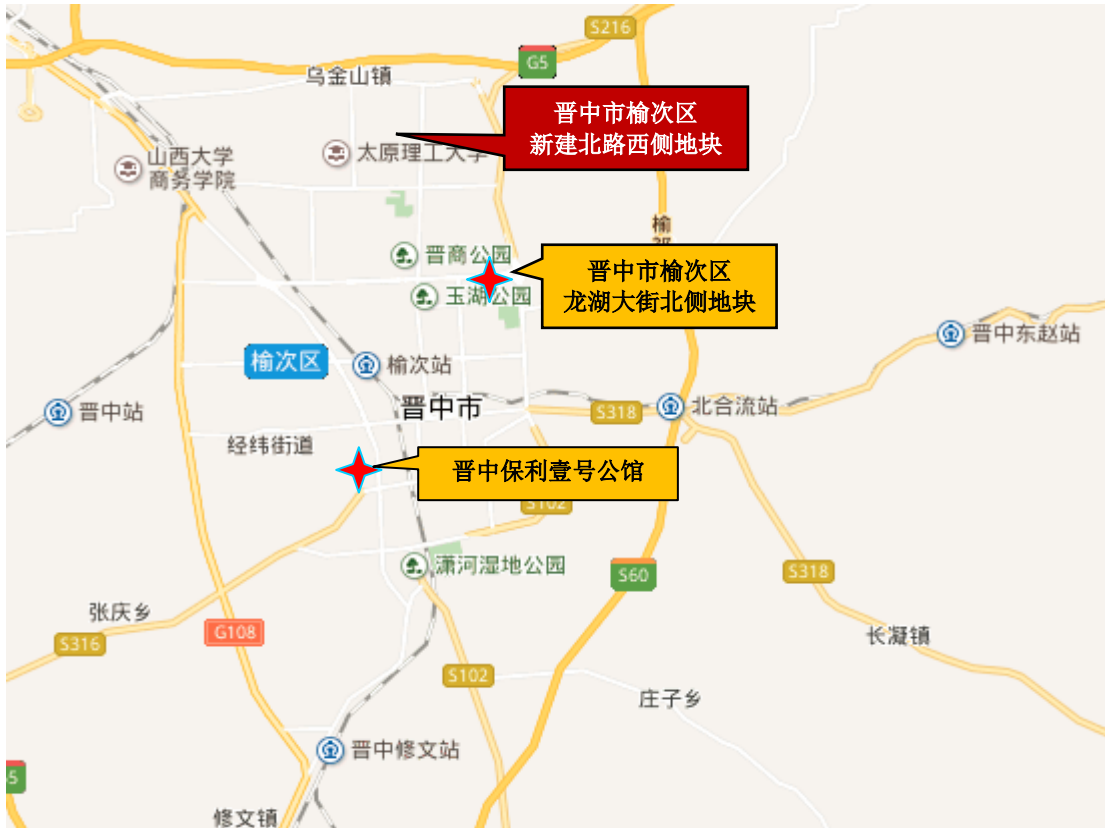 S216
G5
乌金山镇
晋中市榆次区
新建北路西侧地块
太原理工大学
山西大学
商务学院
榆
晋商公园
晋中市榆次区
龙湖大街北侧地块
玉湖公园
晋中东赵站
榆次区
榆次站
晋中站
晋中市
S318
北合流站
经纬街道
晋中保利壹号公馆
S102
潇河湿地公园
S60
S318
张庆乡
G108
S316
长凝镇
S102
庄子乡
晋中修文站
5
修文镇